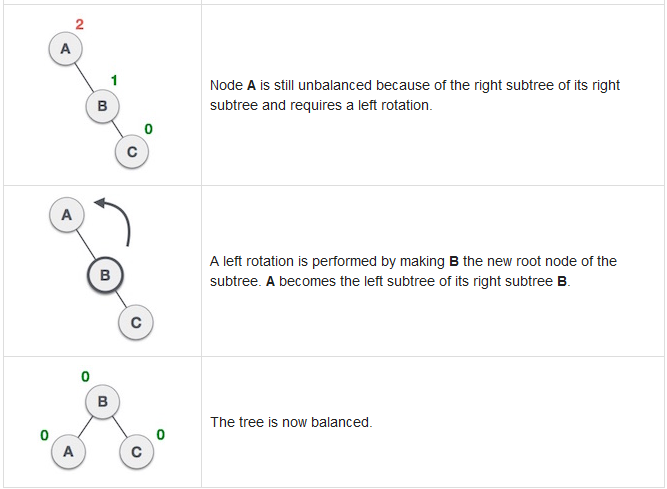 2
A
1
B
0
C
Node A is still unbalanced because of the right subtree of its right
subtree and requires a left rotation.
A
B
C
A left rotation is performed by making B the new root node of the
subtree. A becomes the left subtree of its right subtree B.
0
B
0
0
A
C
The tree is now balanced.